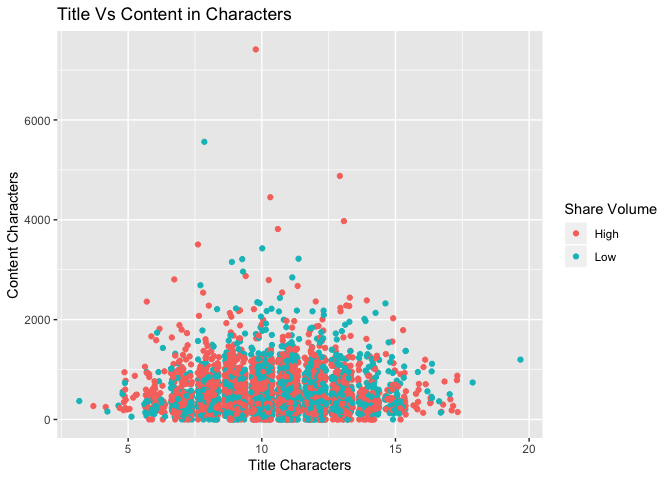 Title Vs Content in Characters
Content Characters
6000
4000
2000
0
5
10
15
20
Title Characters
Share Volume
High
Low